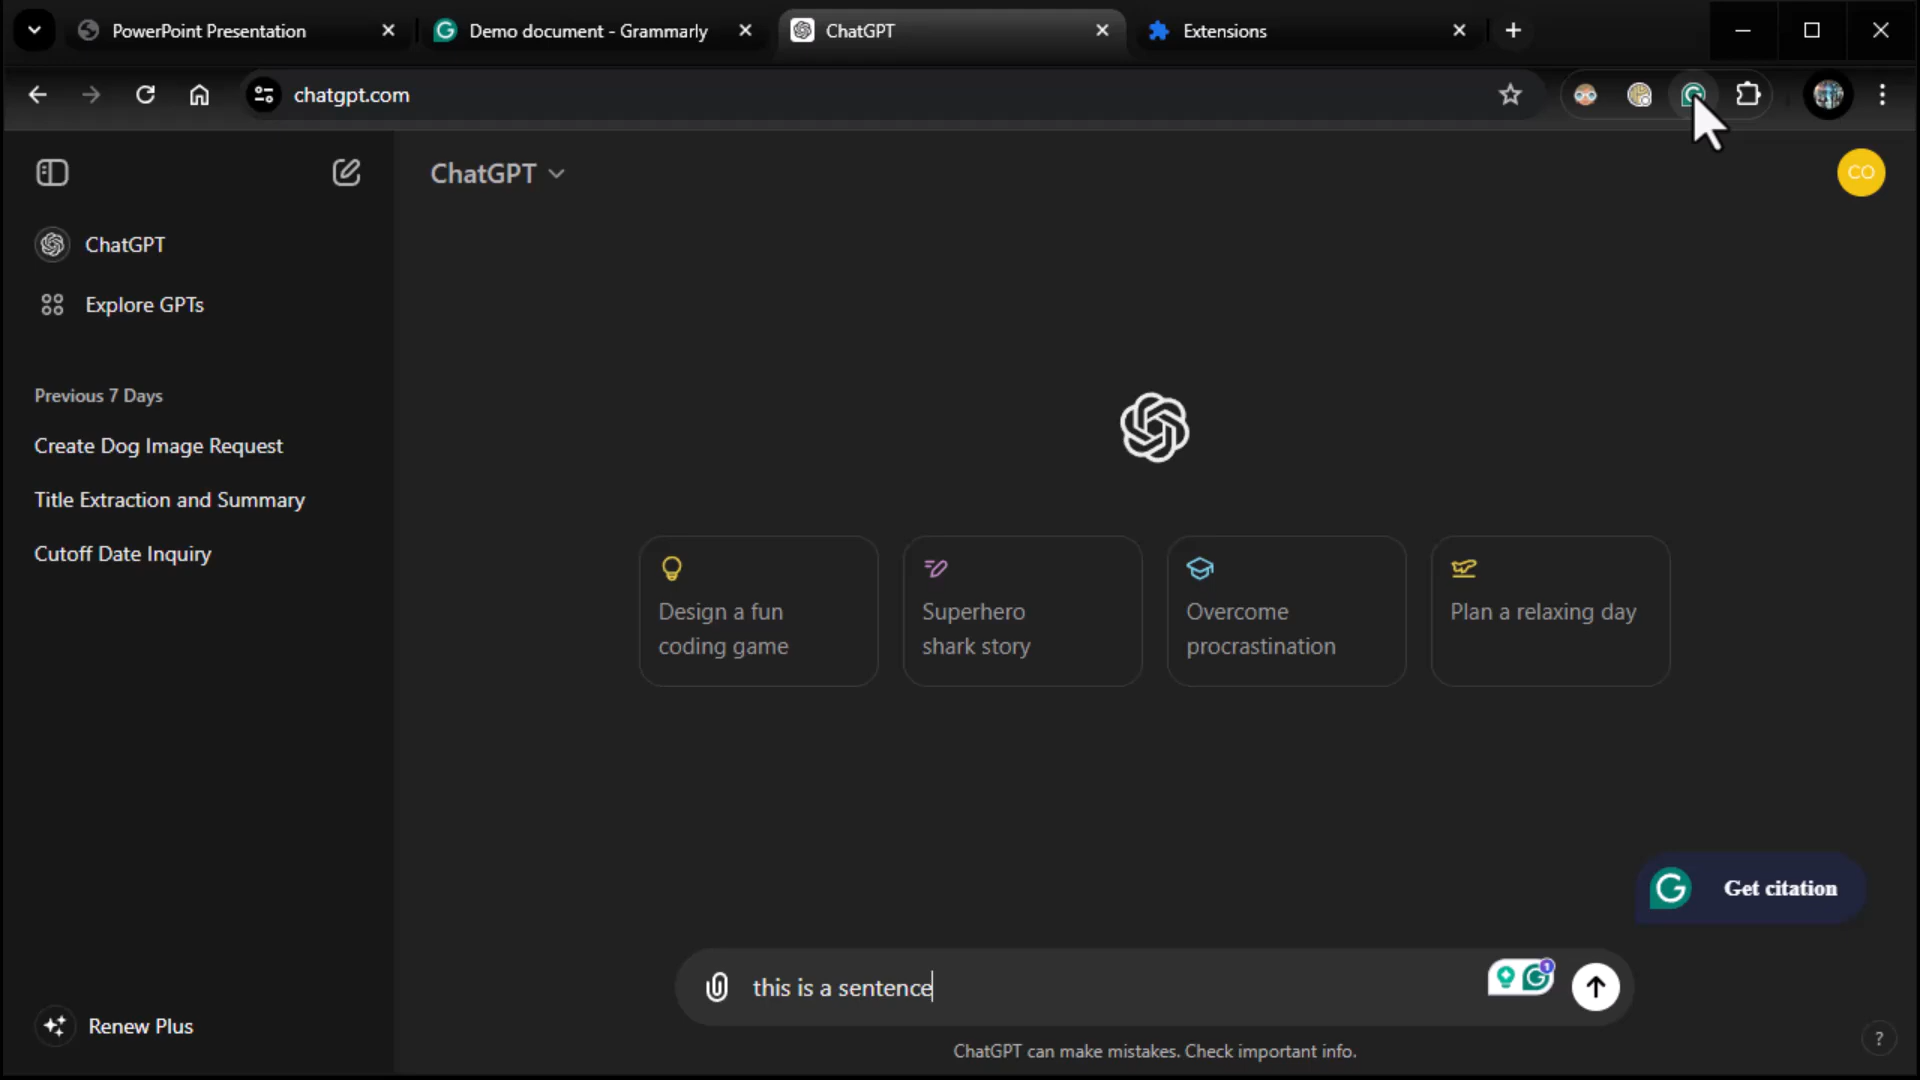 PowerPoint Presentation
Demo document - Grammarly
ChatGPT
Extensions
chatgpt.com
ChatGPT
CO
ChatGPT
Explore GPTs
Previous 7 Days
Create Dog Image Request
Title Extraction and Summary
Cutoff Date Inquiry
Design a fun
coding game
Superhero
shark story
Overcome
procrastination
Plan a relaxing day
Get citation
this is a sentence
1
Renew Plus
ChatGPT can make mistakes. Check important info.
?